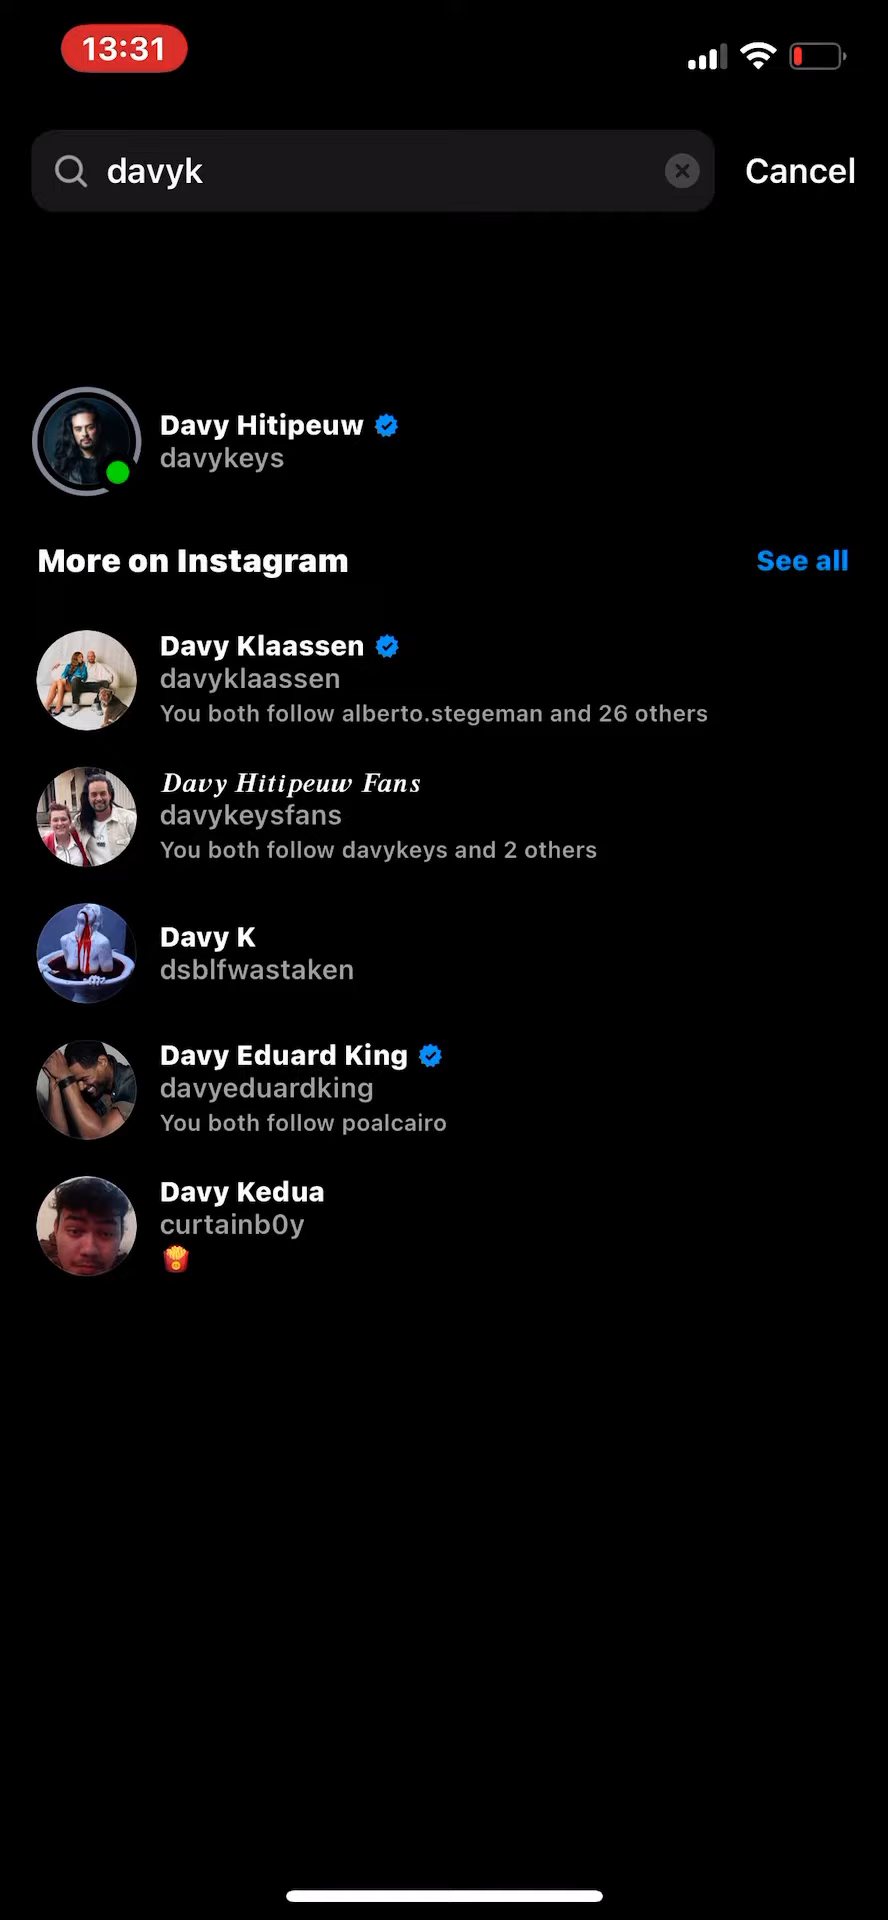 13:31
davyk
Cancel
Davy Hitipeuw
davykeys
More on Instagram
See all
Davy Klaassen
davyklaassen
You both follow alberto.stegeman and 26 others
Davy Hitipeuw Fans
davykeysfans
You both follow davykeys and 2 others
Davy K
dsblfwastaken
Davy Eduard King
davyeduardking
You both follow poalcairo
Davy Kedua
curtainb0y
🍟